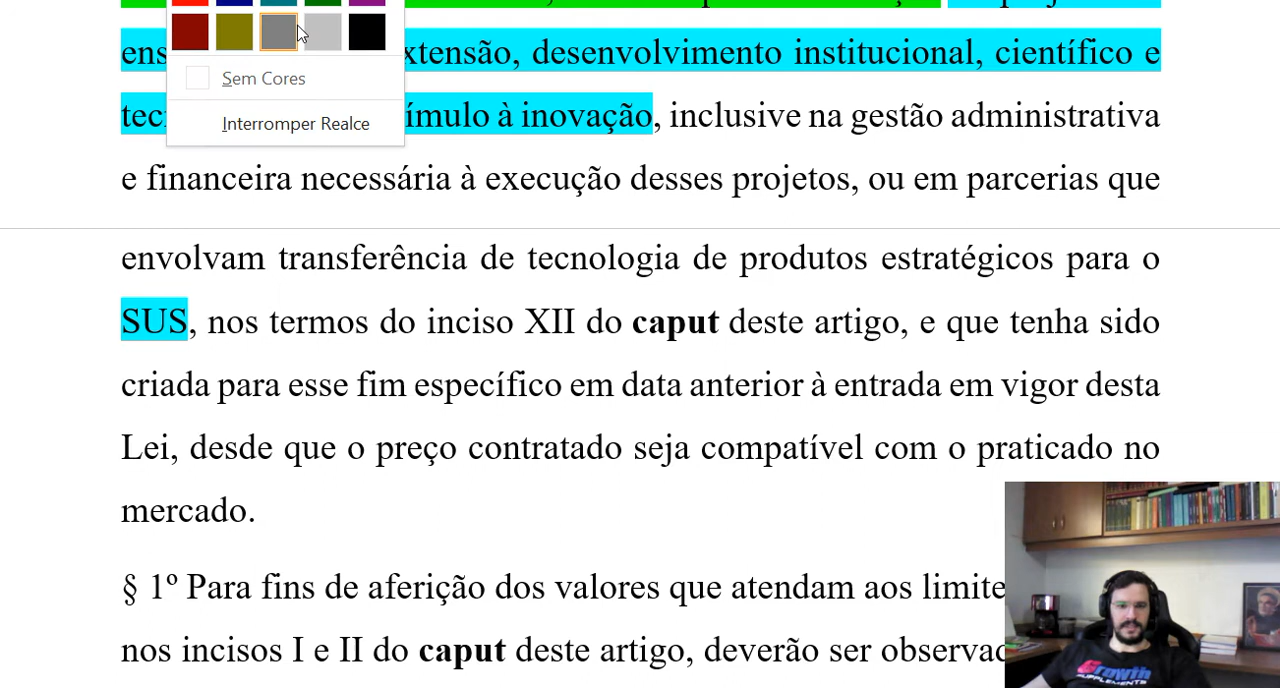 ens
xtensão, desenvolvimento institucional, científico e
Sem Cores
tec
ímulo à inovação, inclusive na gestão administrativa
Interromper Realce
e financeira necessária à execução desses projetos, ou em parcerias que
envolvam transferência de tecnologia de produtos estratégicos para o
SUS, nos termos do inciso XII do caput deste artigo, e que tenha sido
criada para esse fim específico em data anterior à entrada em vigor desta
Lei, desde que o preço contratado seja compatível com o praticado no
mercado.
§ 1º Para fins de aferição dos valores que atendam aos limite
nos incisos I e II do caput deste artigo, deverão ser observad
Growth
SUPPLEMENTS